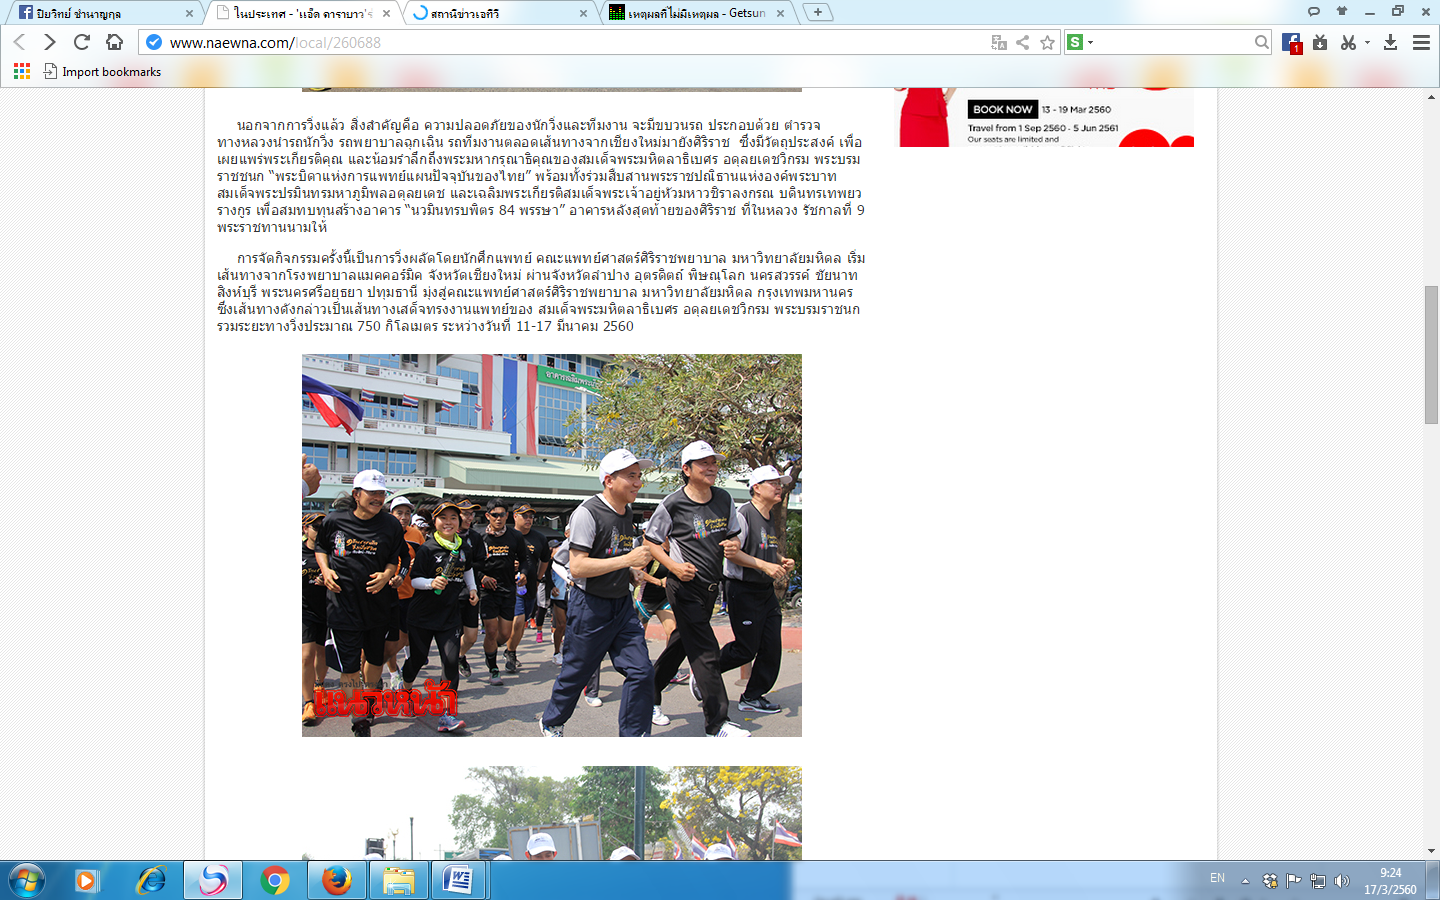 ปิยวิทย์ ชำนาญกุล
ในประเทศ - 'แอ๊ด คาราบาว'ร่
สถานีข่าวเจทีวี
เหตุผลที่ไม่มีเหตุผล - Getsun
www.naewna.com/local/260688
1
Import bookmarks
BOOK NOW 13 - 19 Mar 2560
Travel from 1 Sep 2560 - 5 Jun 2561
Our seats are limited and
นอกจากการวิ่งแล้ว สิ่งสำคัญคือ ความปลอดภัยของนักวิ่งและทีมงาน จะมีขบวนรถ ประกอบด้วย ตำรวจ
ทางหลวงนำรถนักวิ่ง รถพยาบาลฉุกเฉิน รถทีมงานตลอดเส้นทางจากเชียงใหม่มายังศิริราช ซึ่งมีวัตถุประสงค์ เพื่อ
เผยแพร่พระเกียรติคุณ และน้อมรำลึกถึงพระมหากรุณาธิคุณของสมเด็จพระมหิตลาธิเบศร อดุลยเดชวิกรม พระบรม
ราชชนก “พระบิดาแห่งการแพทย์แผนปัจจุบันของไทย” พร้อมทั้งร่วมสืบสานพระราชปณิธานแห่งองค์พระบาท
สมเด็จพระปรมินทรมหาภูมิพลอดุลยเดช และเฉลิมพระเกียรติสมเด็จพระเจ้าอยู่หัวมหาวชิราลงกรณ บดินทรเทพยว
รางกูร เพื่อสมทบทุนสร้างอาคาร “นวมินทรบพิตร 84 พรรษา” อาคารหลังสุดท้ายของศิริราช ที่ในหลวง รัชกาลที่ 9
พระราชทานนามให้
การจัดกิจกรรมครั้งนี้เป็นการวิ่งผลัดโดยนักศึกแพทย์ คณะแพทย์ศาสตร์ศิริราชพยาบาล มหาวิทยาลัยมหิดล เริ่ม
เส้นทางจากโรงพยาบาลแมคคอร์มิค จังหวัดเชียงใหม่ ผ่านจังหวัดลำปาง อุตรดิตถ์ พิษณุโลก นครสวรรค์ ชัยนาท
สิงห์บุรี พระนครศรีอยุธยา ปทุมธานี มุ่งสู่คณะแพทย์ศาสตร์ศิริราชพยาบาล มหาวิทยาลัยมหิดล กรุงเทพมหานคร
ซึ่งเส้นทางดังกล่าวเป็นเส้นทางเสด็จทรงงานแพทย์ของ สมเด็จพระมหิตลาธิเบศร อดุลยเดชวิกรม พระบรมราชนก
รวมระยะทางวิ่งประมาณ 750 กิโลเมตร ระหว่างวันที่ 11-17 มีนาคม 2560
อาคารเฉลิมพระ
แนวหน้า
EN
9:24
17/3/2560